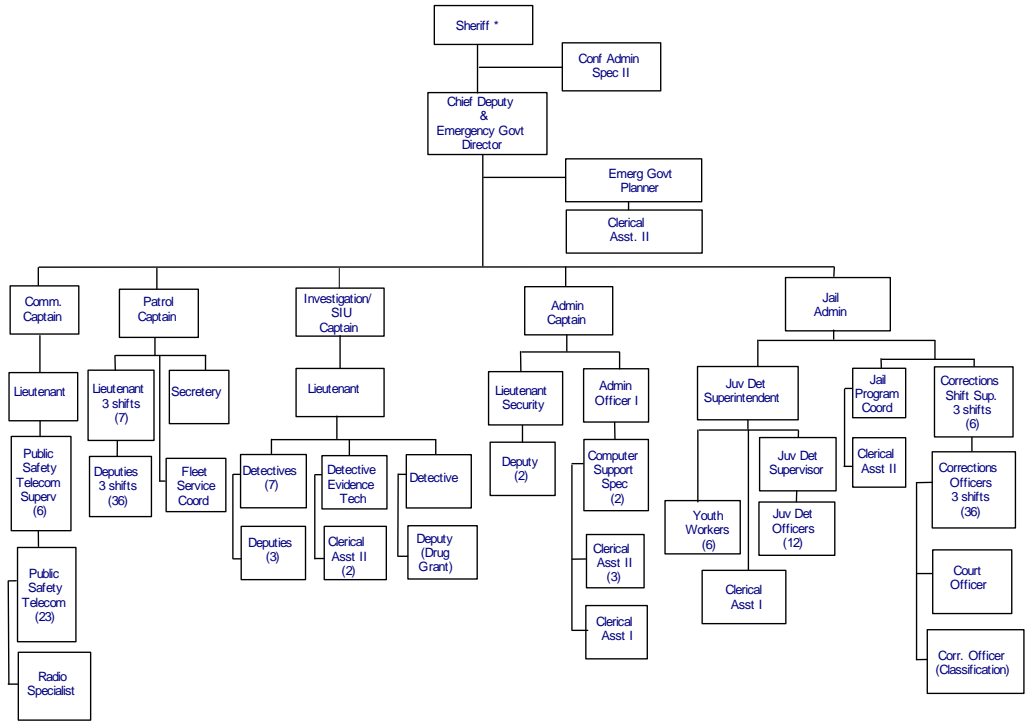 Sheriff *
Conf Admin
Spec II
Chief Deputy
&
Emergency Govt
Director
Emerg Govt
Planner
Clerical
Asst. II
Comm.
Captain
Patrol
Captain
Investigation/
SIU
Captain
Admin
Captain
Jail
Admin
Lieutenant
Lieutenant
3 shifts
(7)
Secretery
Lieutenant
Lieutenant
Security
Admin
Officer I
Juv Det
Superintendent
Jail
Program
Coord
Corrections
Shift Sup.
3 shifts
(6)
Public
Safety
Telecom
Superv
(6)
Deputies
3 shifts
(36)
Fleet
Service
Coord
Detectives
(7)
Detective
Evidence
Tech
Detective
Deputy
(2)
Computer
Support
Spec
(2)
Juv Det
Supervisor
Clerical
Asst II
Corrections
Officers
3 shifts
(36)
Youth
Workers
(6)
Juv Det
Officers
(12)
Public
Safety
Telecom
(23)
Deputies
(3)
Clerical
Asst II
(2)
Deputy
(Drug
Grant)
Clerical
Asst II
(3)
Clerical
Asst I
Court
Officer
Clerical
Asst I
Radio
Specialist
Corr. Officer
(Classification)